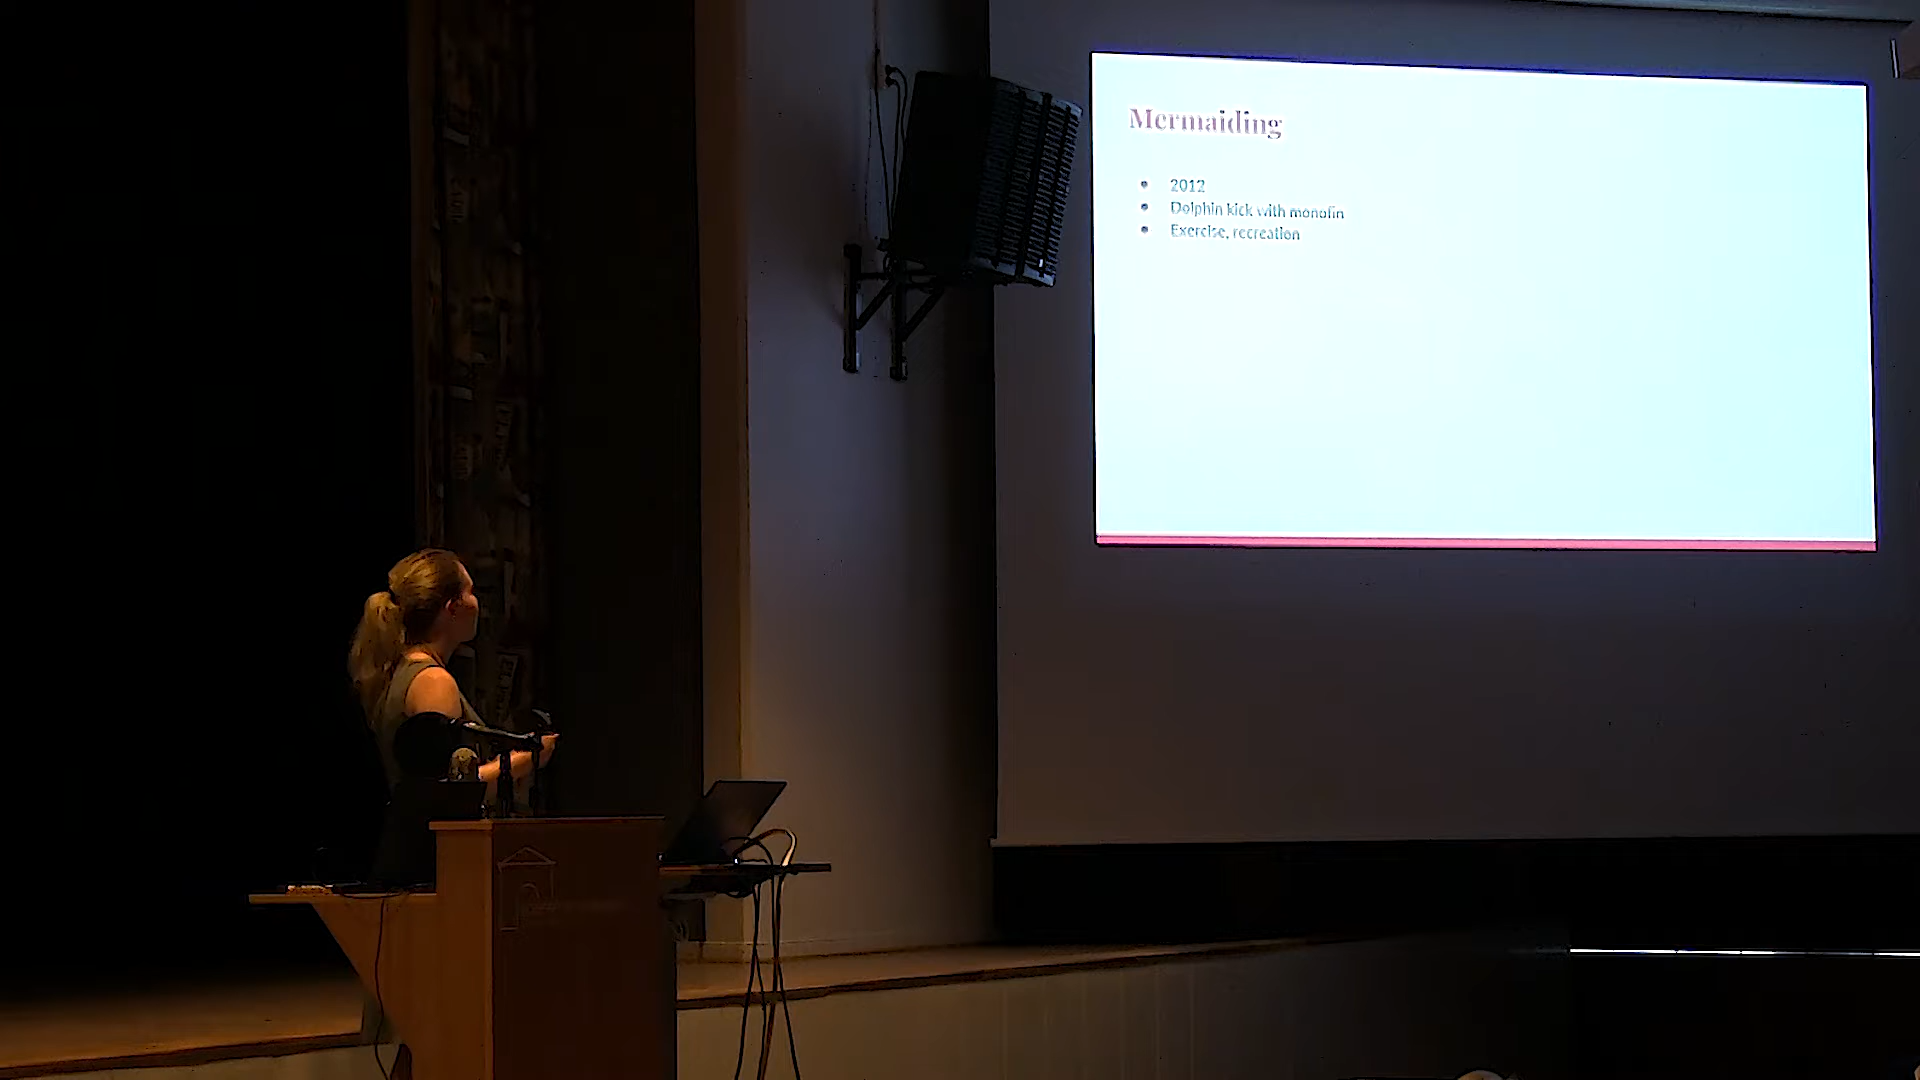 Mermaiding
2012
Dolphin kick with monofin
Exercise, recreation